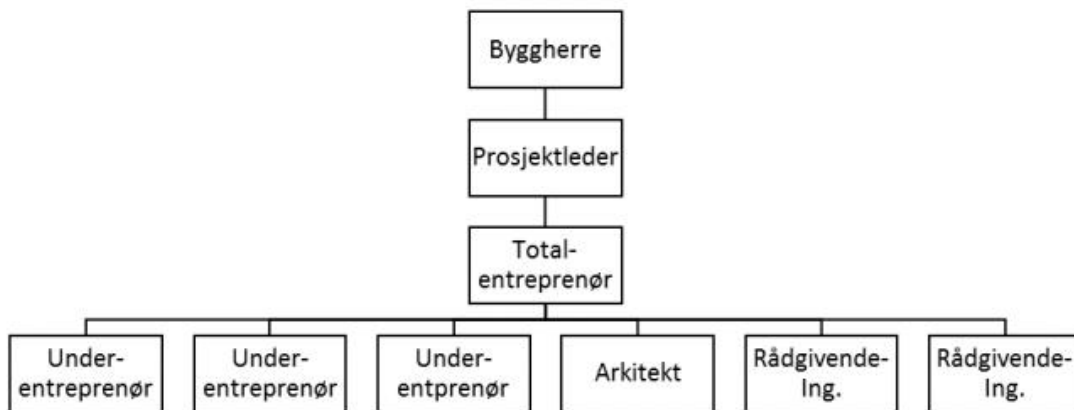 Byggherre
Prosjektleder
Total-
entreprenør
Under-
entreprenør
Under-
entreprenør
Under-
entprenør
Arkitekt
Rådgivende-
Ing.
Rådgivende-
Ing.